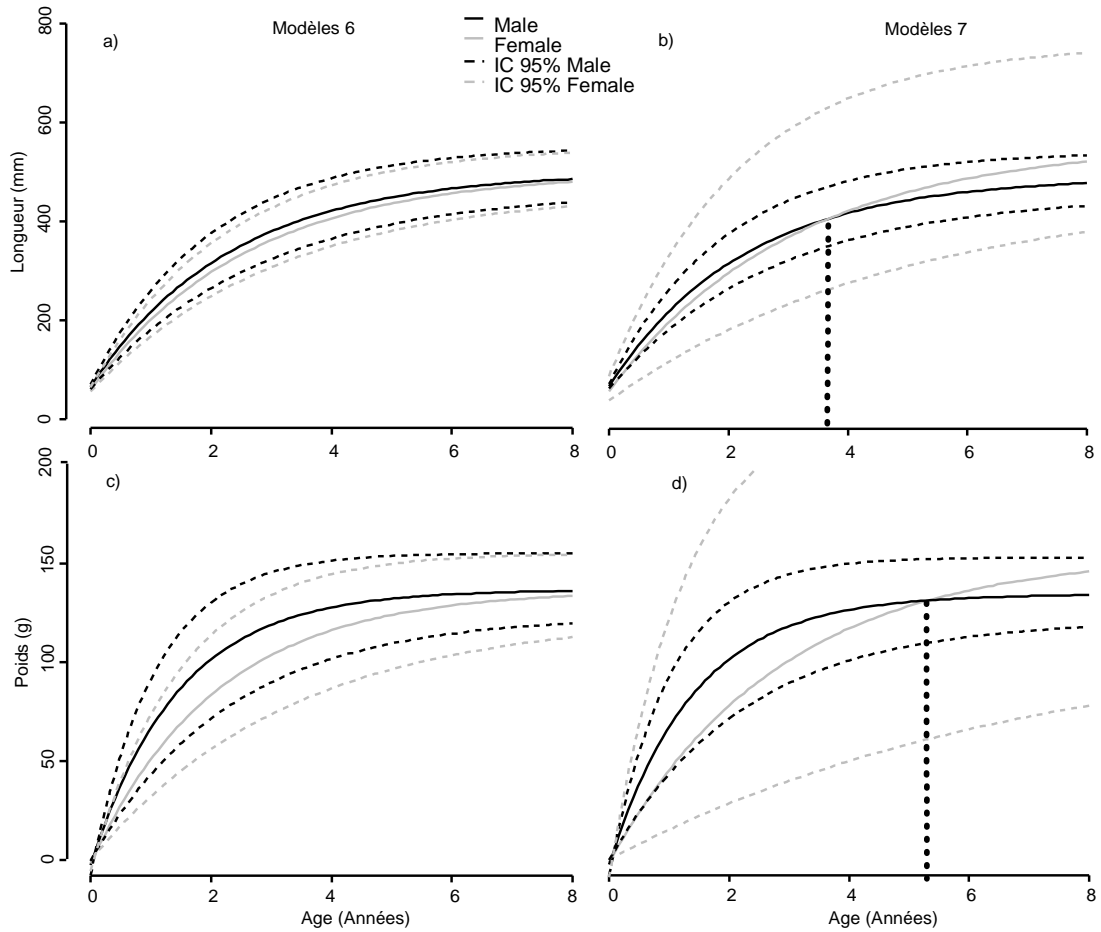 Modèles 6
Modèles 7
Male
Female
IC 95% Male
IC 95% Female
a)
b)
Longueur (mm)
0
200
400
600
800
0 2 4 6 8
0 2 4 6 8
c)
d)
Poids (g)
0
50
100
150
200
0 2 4 6 8
0 2 4 6 8
Age (Années)
Age (Années)